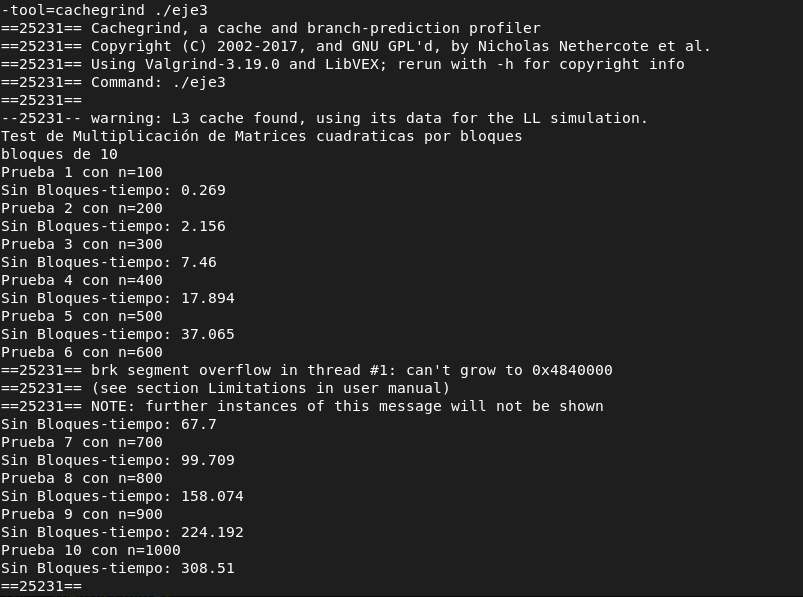 -tool=cachegrind ./eje3
==25231== Cachegrind, a cache and branch-prediction profiler
==25231== Copyright (C) 2002-2017, and GNU GPL'd, by Nicholas Nethercote et al.
==25231== Using Valgrind-3.19.0 and LibVEX; rerun with -h for copyright info
==25231== Command: ./eje3
==25231==
--25231-- warning: L3 cache found, using its data for the LL simulation.
Test de Multiplicación de Matrices cuadraticas por bloques
bloques de 10
Prueba 1 con n=100
Sin Bloques-tiempo: 0.269
Prueba 2 con n=200
Sin Bloques-tiempo: 2.156
Prueba 3 con n=300
Sin Bloques-tiempo: 7.46
Prueba 4 con n=400
Sin Bloques-tiempo: 17.894
Prueba 5 con n=500
Sin Bloques-tiempo: 37.065
Prueba 6 con n=600
==25231== brk segment overflow in thread #1: can't grow to 0x4840000
==25231== (see section Limitations in user manual)
==25231== NOTE: further instances of this message will not be shown
Sin Bloques-tiempo: 67.7
Prueba 7 con n=700
Sin Bloques-tiempo: 99.709
Prueba 8 con n=800
Sin Bloques-tiempo: 158.074
Prueba 9 con n=900
Sin Bloques-tiempo: 224.192
Prueba 10 con n=1000
Sin Bloques-tiempo: 308.51
==25231==